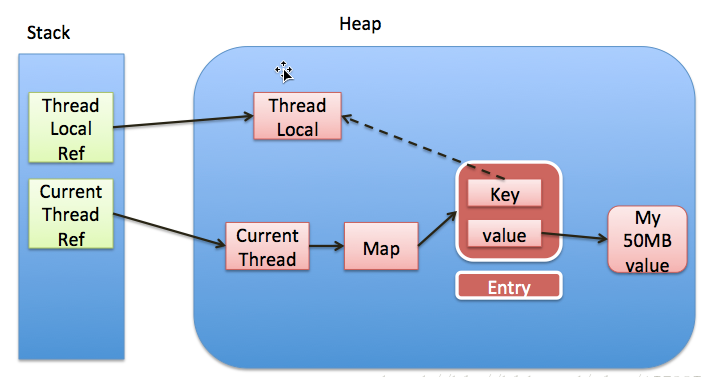 Stack
Heap
Thread
Local
Ref
Thread
Local
Current
Thread
Ref
Key
value
My
50MB
value
Current
Thread
Map
Entry